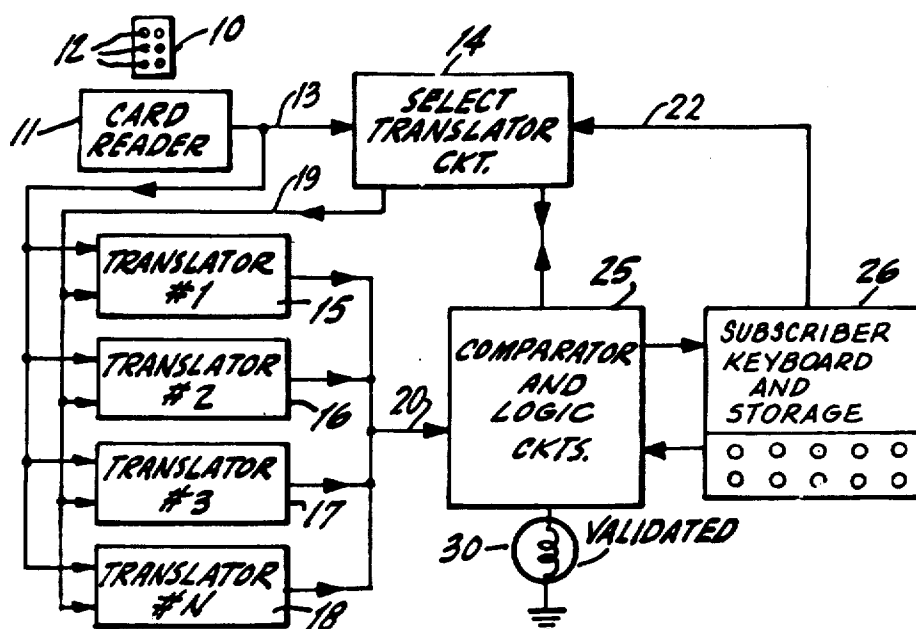 12
10
14
11
CARD
READER
13
SELECT
TRANSLATOR
CKT.
22
19
TRANSLATOR
#1
15
TRANSLATOR
#2
16
TRANSLATOR
#3
17
TRANSLATOR
#N
18
20
25
COMPARATOR
AND
LOGIC
CKTS.
26
SUBSCRIBER
KEYBOARD
AND
STORAGE
30
VALIDATED